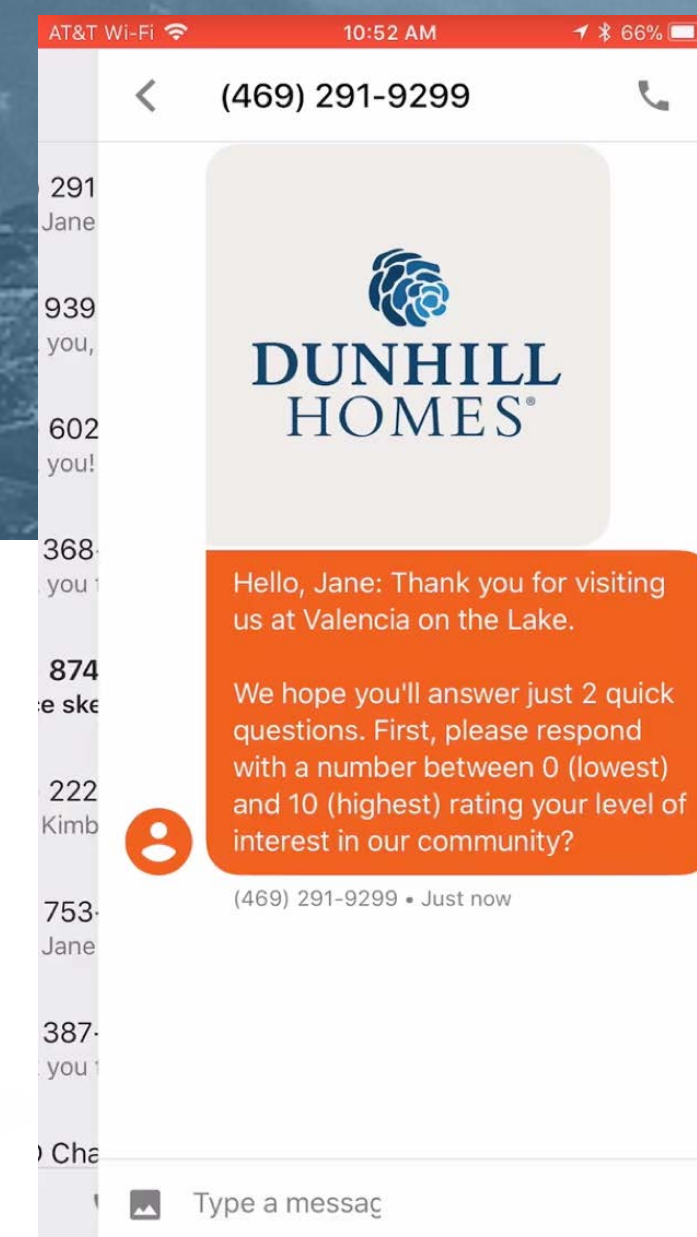 AT&T Wi-Fi 10:52 AM 66%
(469) 291-9299
291
Jane
939
you,
602
you!
368-
you
874
e ske
222
Kimb
753-
Jane
387-
you
Cha
DUNHILL
HOMES®
Hello, Jane: Thank you for visiting
us at Valencia on the Lake.
We hope you'll answer just 2 quick
questions. First, please respond
with a number between 0 (lowest)
and 10 (highest) rating your level of
interest in our community?
(469) 291-9299 • Just now
Type a messag